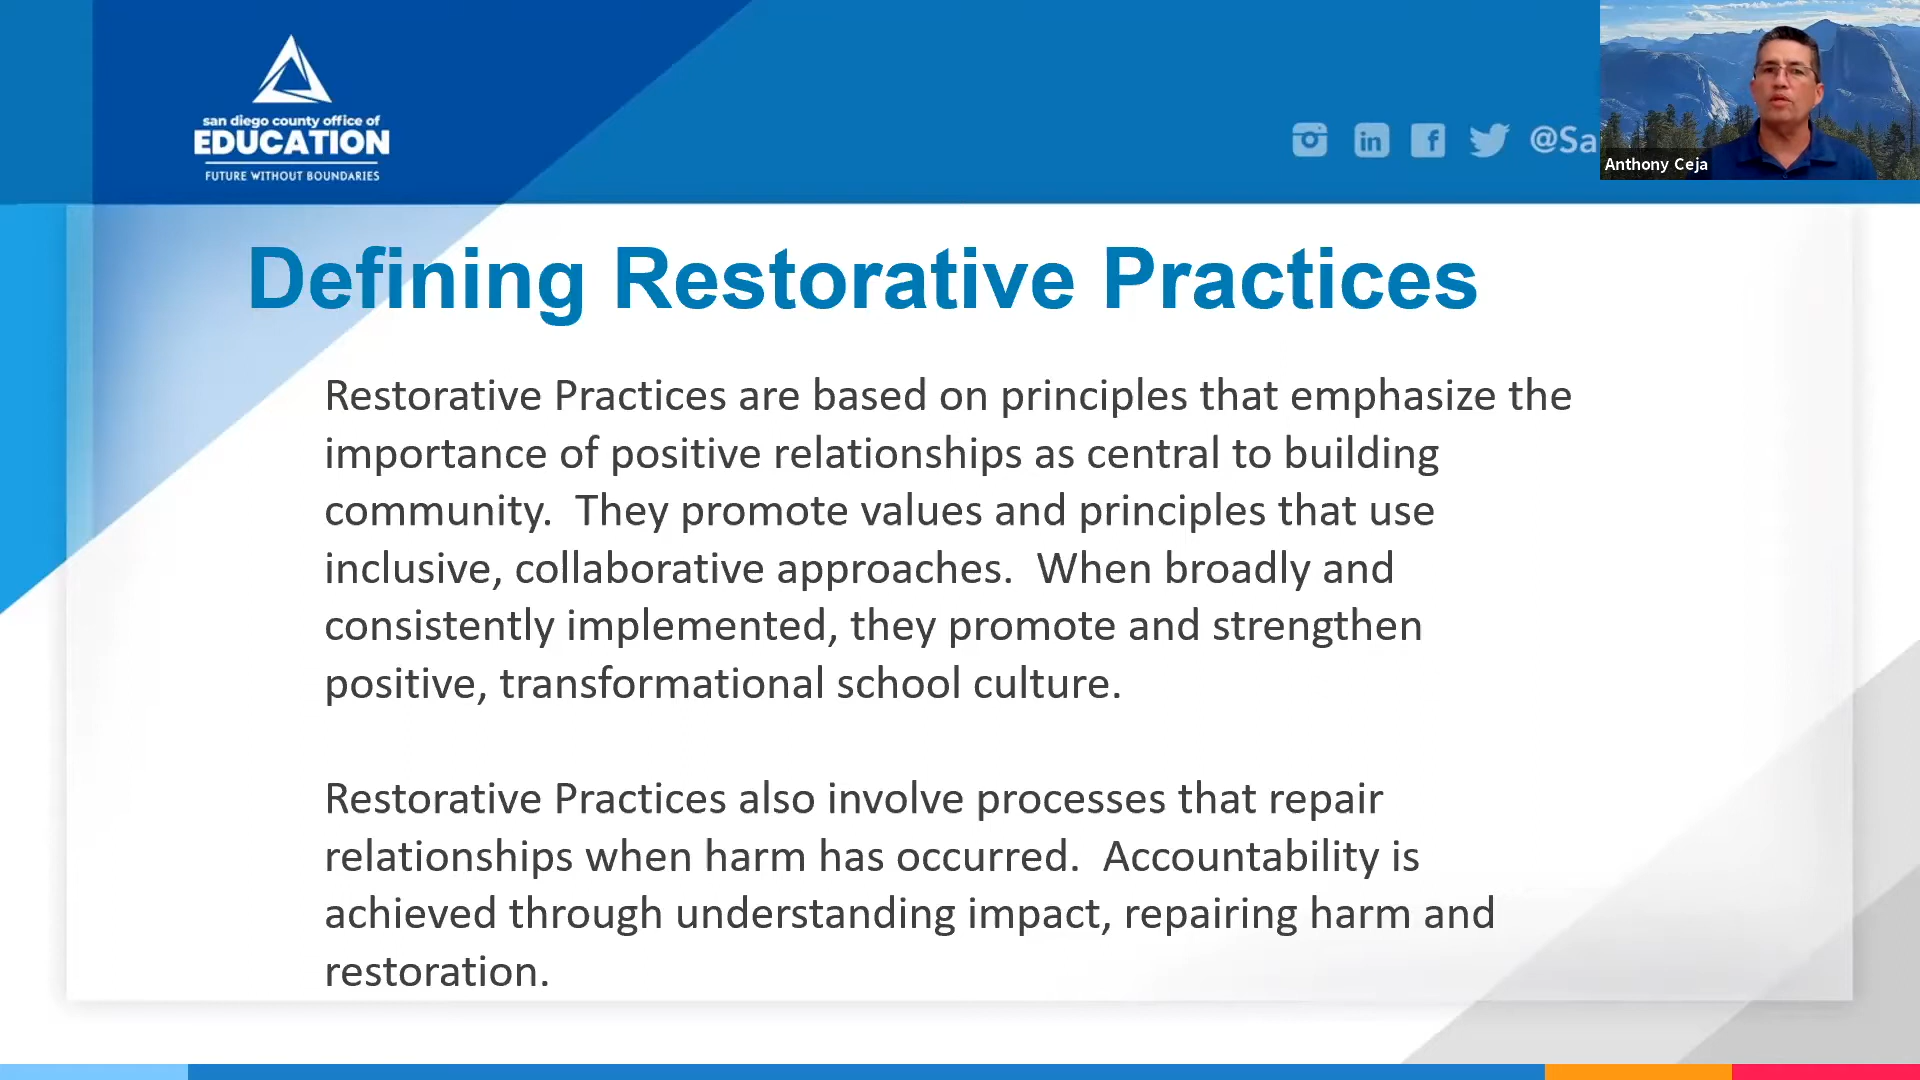 san diego county office of
EDUCATION
FUTURE WITHOUT BOUNDARIES
@Sa
Anthony Ceja
Defining Restorative Practices
Restorative Practices are based on principles that emphasize the
importance of positive relationships as central to building
community.  They promote values and principles that use
inclusive, collaborative approaches.  When broadly and
consistently implemented, they promote and strengthen
positive, transformational school culture.
Restorative Practices also involve processes that repair
relationships when harm has occurred.  Accountability is
achieved through understanding impact, repairing harm and
restoration.